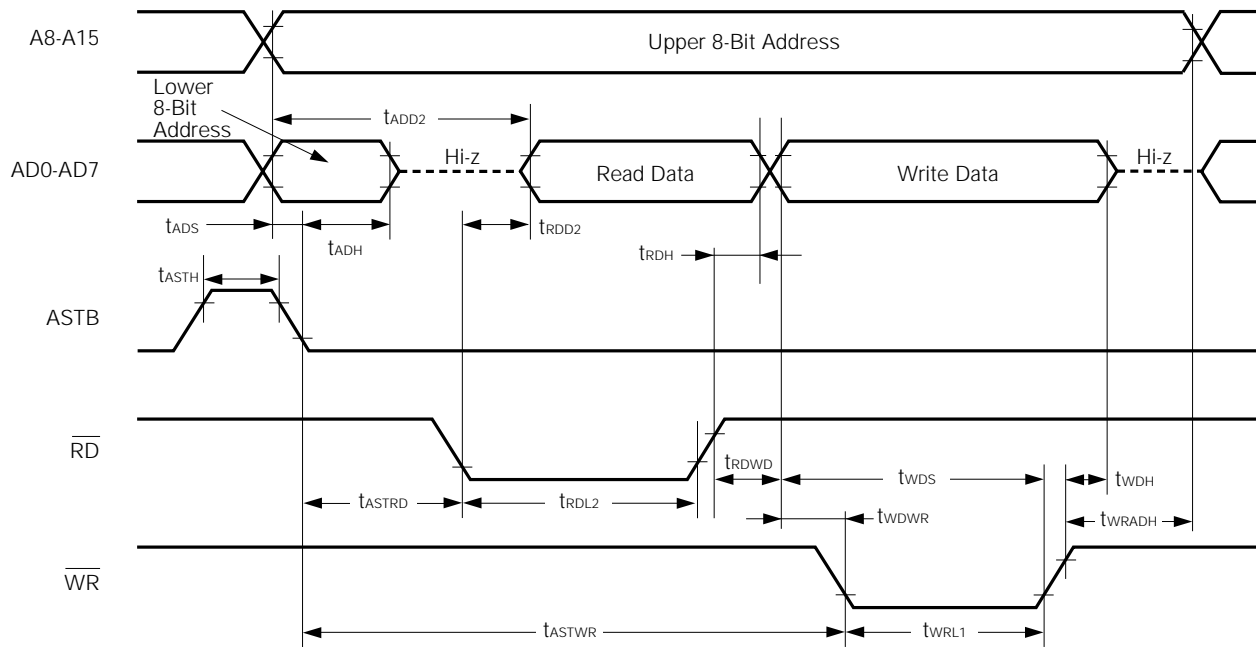 A8-A15
Upper 8-Bit Address
Lower
8-Bit
Address
tADD2
AD0-AD7
Hi-z
Read Data
Write Data
Hi-z
tADS
tADH
tRDD2
tRDH
tASTH
ASTB
RD
tRDWD
tWDS
tWDH
tASTRD
tRDL2
tWDWR
tWRADH
WR
tASTWR
tWRL1